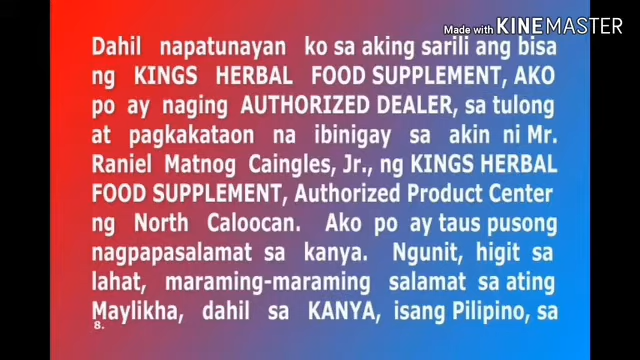 Made with KINEMASTER
Dahil napatunayan ko sa aking sarili ang bisa
ng KINGS HERBAL FOOD SUPPLEMENT, AKO
po ay naging AUTHORIZED DEALER, sa tulong
at pagkakataon na ibinigay sa akin ni Mr.
Raniel Matnog Caingles, Jr., ng KINGS HERBAL
FOOD SUPPLEMENT, Authorized Product Center
ng North Caloocan. Ako po ay taus pusong
nagpapasalamat sa kanya. Ngunit, higit sa
lahat, maraming-maraming salamat sa ating
Maylikha, dahil sa KANYA, isang Pilipino, sa
8.